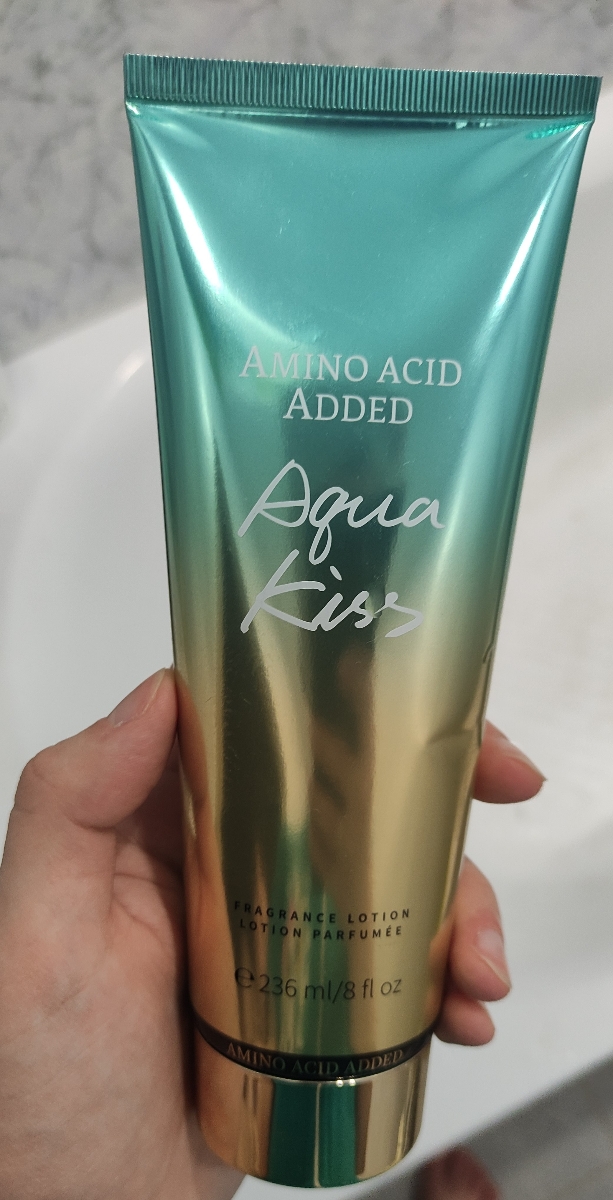 AMINO ACID
ADDED
Aqua
Kiss
FRAGRANCE LOTION
LOTION PARFUMÉE
℮ 236 ml/8 fl oz
AMINO ACID ADDED